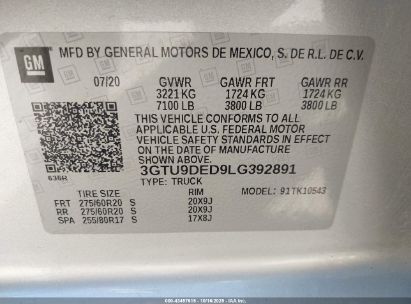 GM
MFD BY GENERAL MOTORS DE MEXICO, S. DE R.L. DE C.V.
07/20 GVWR GAWR FRT GAWR RR
3221 KG 1724 KG 1724 KG
7100 LB 3800 LB 3800 LB
THIS VEHICLE CONFORMS TO ALL
APPLICABLE U.S. FEDERAL MOTOR
VEHICLE SAFETY STANDARDS IN EFFECT
ON THE DATE OF MANUFACTURE SHOWN ABOVE.
636R
3GTU9DED9LG392891
TYPE: TRUCK MODEL: 91TK10543
TIRE SIZE RIM
FRT 275/60R20 S 20X9J
RR 275/60R20 S 20X9J
SPA 255/80R17 S 17X8J